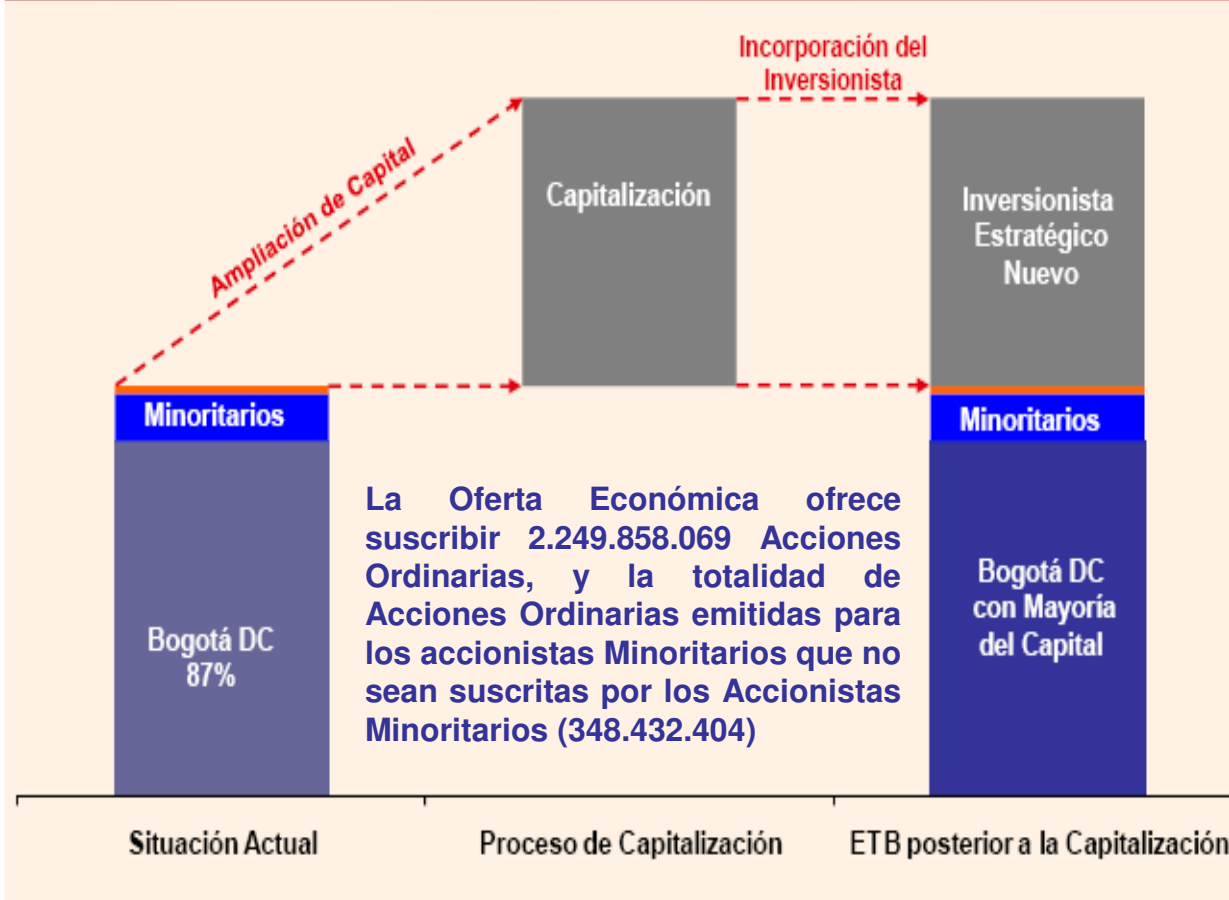 Incorporación del
Inversionista
Ampliación de Capital
Capitalización
Inversionista
Estratégico
Nuevo
Minoritarios
Minoritarios
La Oferta Económica ofrece
suscribir 2.249.858.069 Acciones
Ordinarias, y la totalidad de
Acciones Ordinarias emitidas para
los accionistas Minoritarios que no
sean suscritas por los Accionistas
Minoritarios (348.432.404)
Bogotá DC
87%
Bogotá DC
con Mayoría
del Capital
Situación Actual
Proceso de Capitalización
ETB posterior a la Capitalización